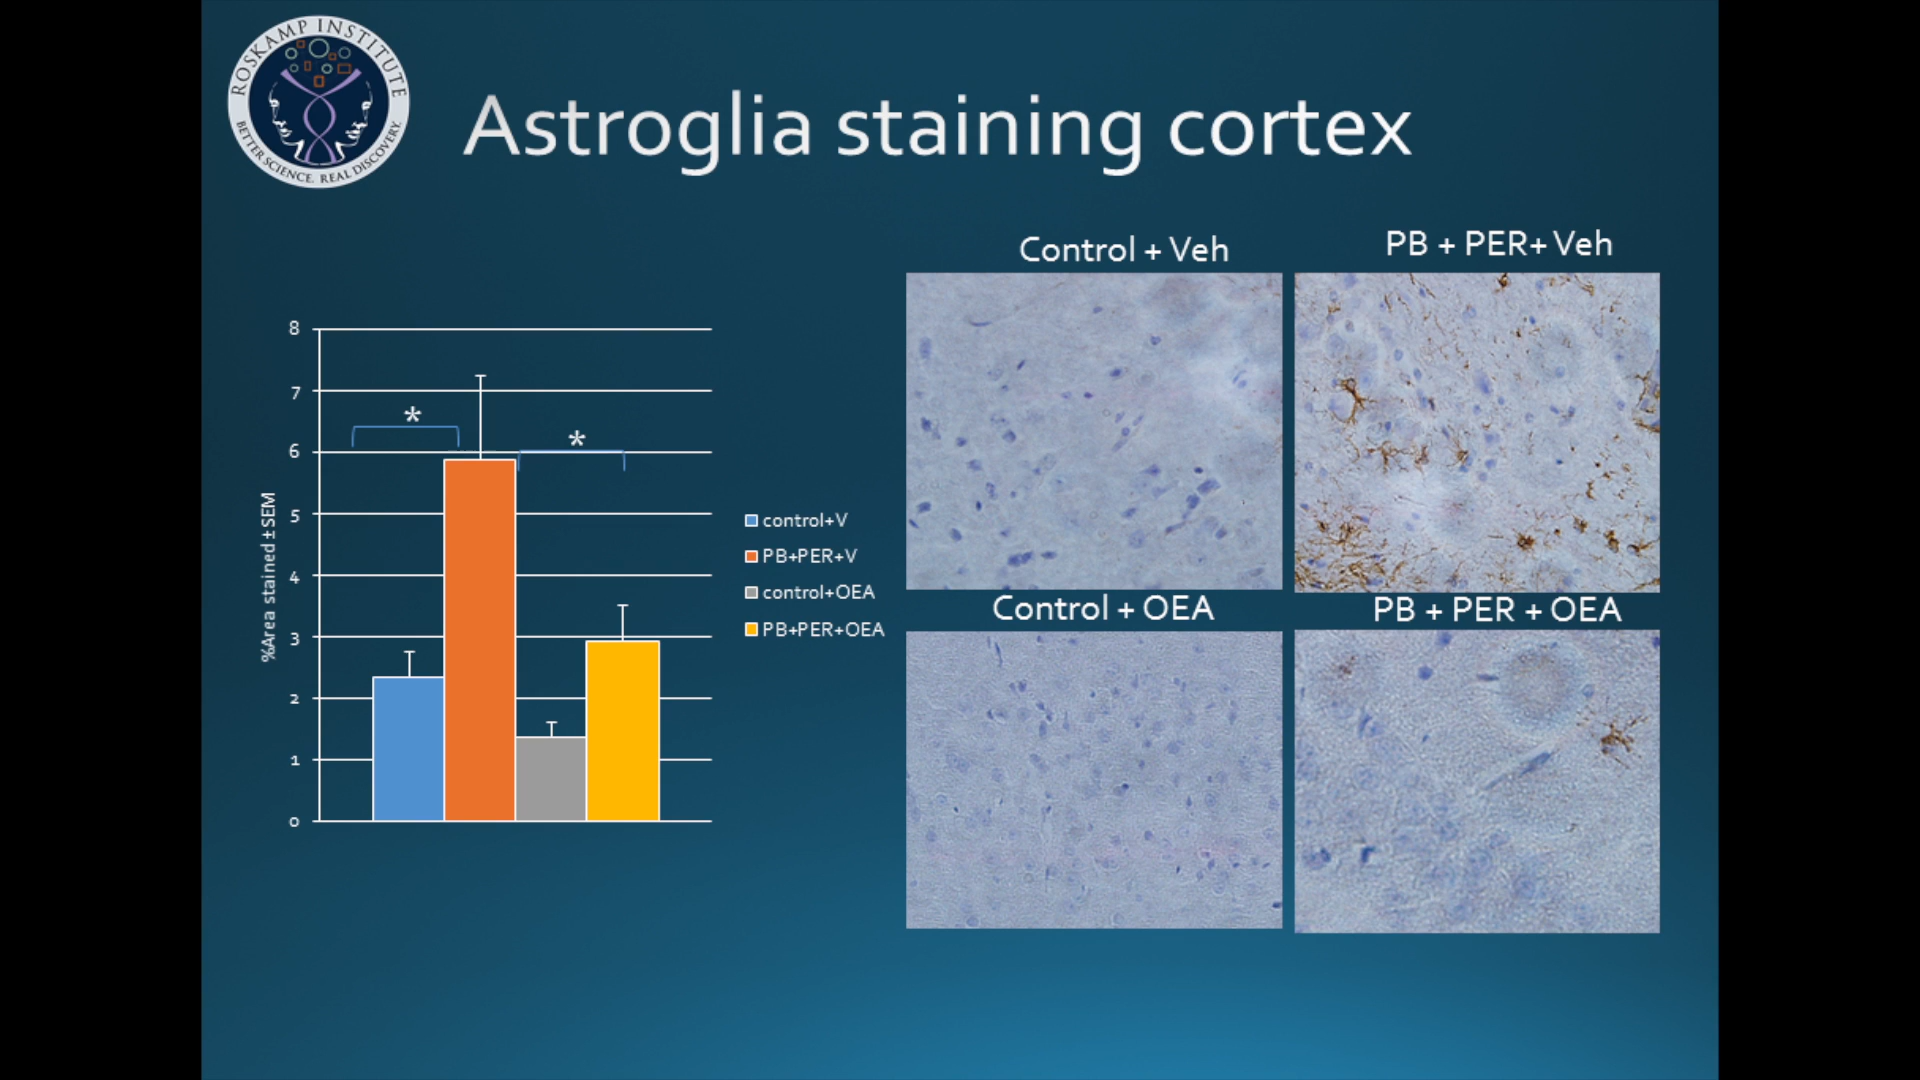 ROSKAMP INSTITUTE
BETTER SCIENCE. REAL DISCOVERY.
Astroglia staining cortex
Control + Veh
PB + PER+ Veh
8
7
6
5
4
3
2
1
0
*
*
%Area stained ±SEM
control+V
PB+PER+V
control+OEA
PB+PER+OEA
Control + OEA
PB + PER + OEA